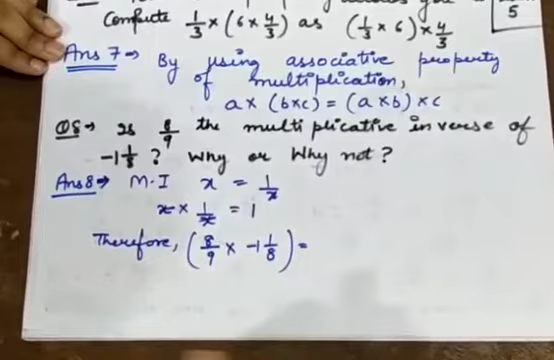 Compute 1/3 × (6 × 4/3) as (1/3 × 6) × 4/3
5
Ans 7⇒ By using associative property
of multiplication,
a × (b×c) = (a×b) × c
Q8→ Is 8/9 the multiplicative inverse of
-1 1/8 ? Why or Why not ?
Ans 8⇒ M.I x = 1/x
x × 1/x = 1
Therefore, (8/9 × -1 1/8) =